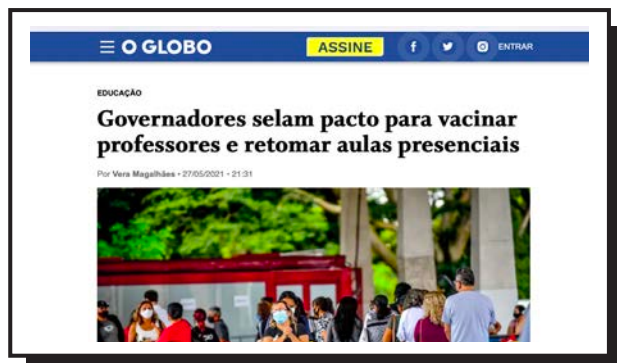 O GLOBO ASSINE ENTRAR
EDUCAÇÃO
Governadores selam pacto para vacinar
professores e retomar aulas presenciais
Por Vera Magalhães • 27/05/2021 • 21:31